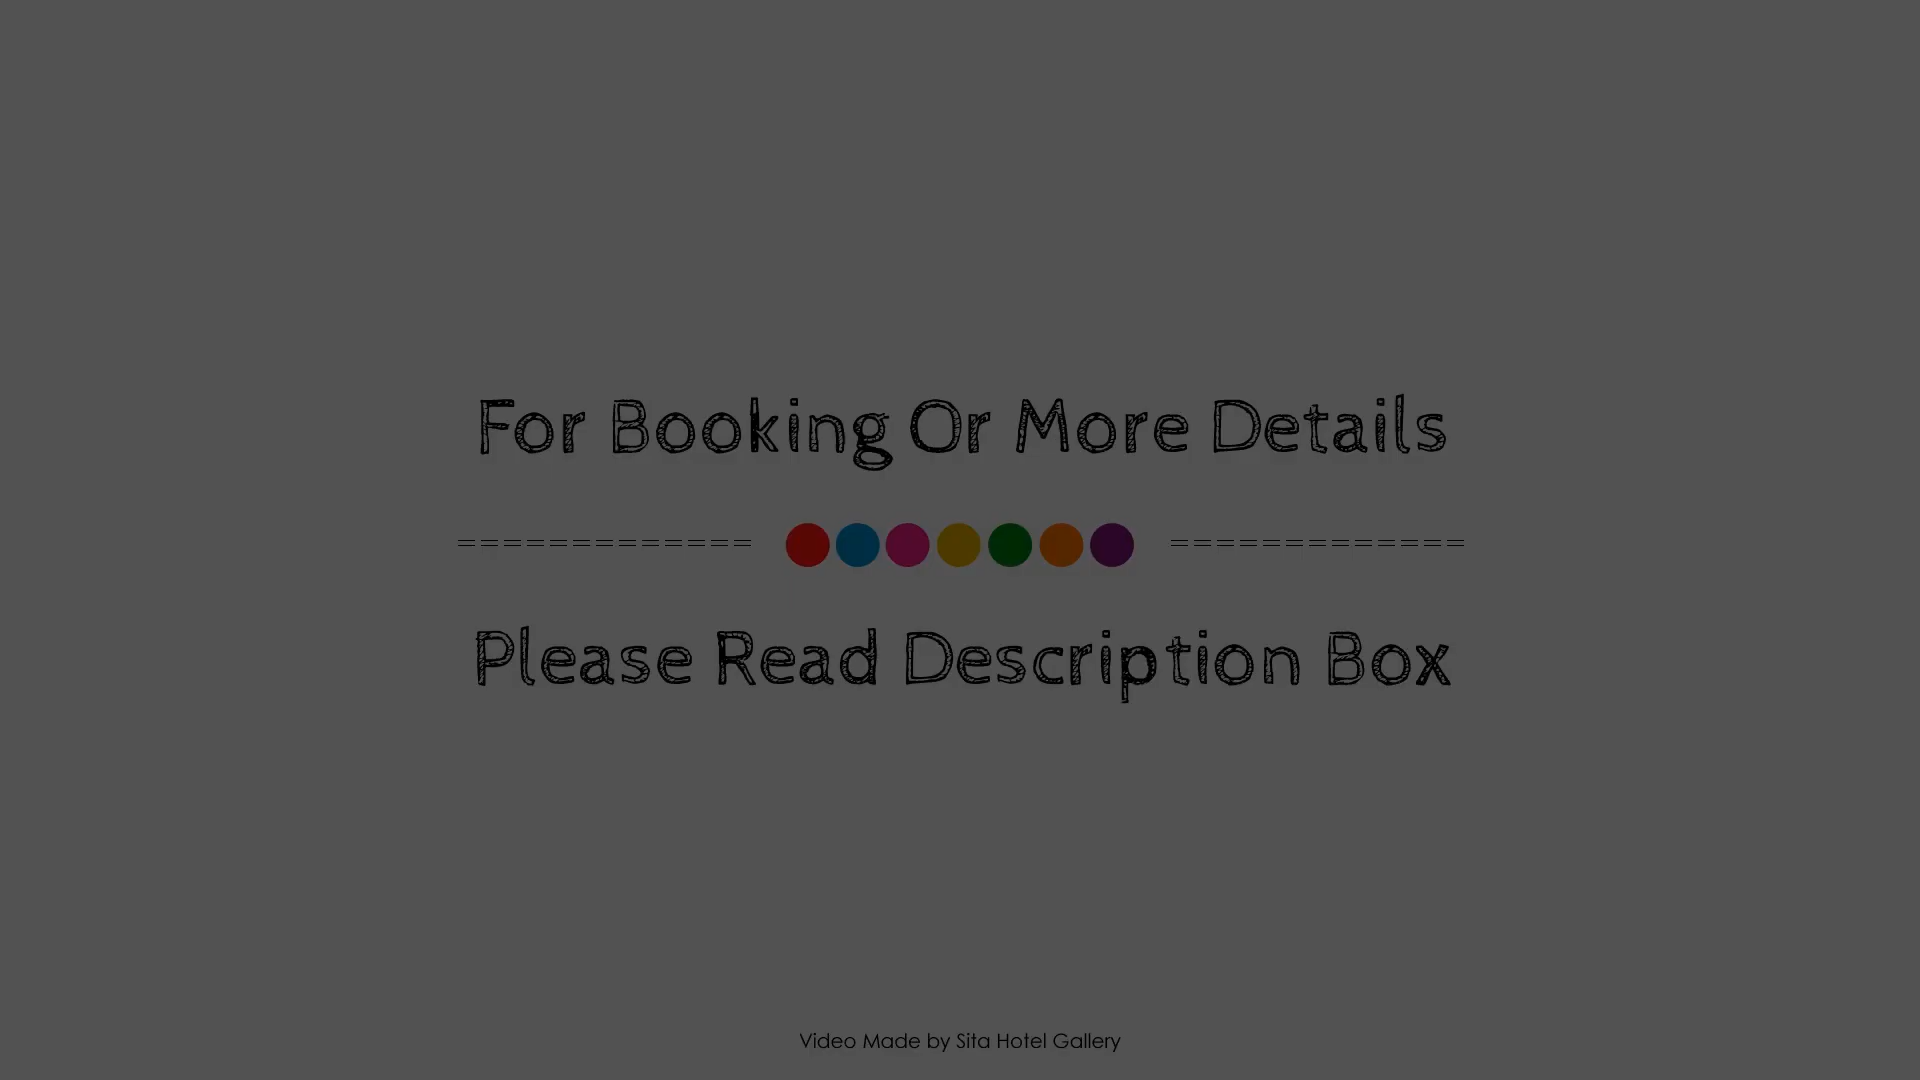 For Booking Or More Details
============= =============
Please Read Description Box
Video Made by Sita Hotel Gallery